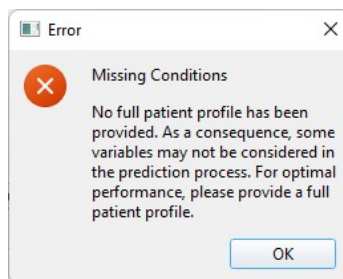 Error
Missing Conditions
No full patient profile has been
provided. As a consequence, some
variables may not be considered in
the prediction process. For optimal
performance, please provide a full
patient profile.
OK